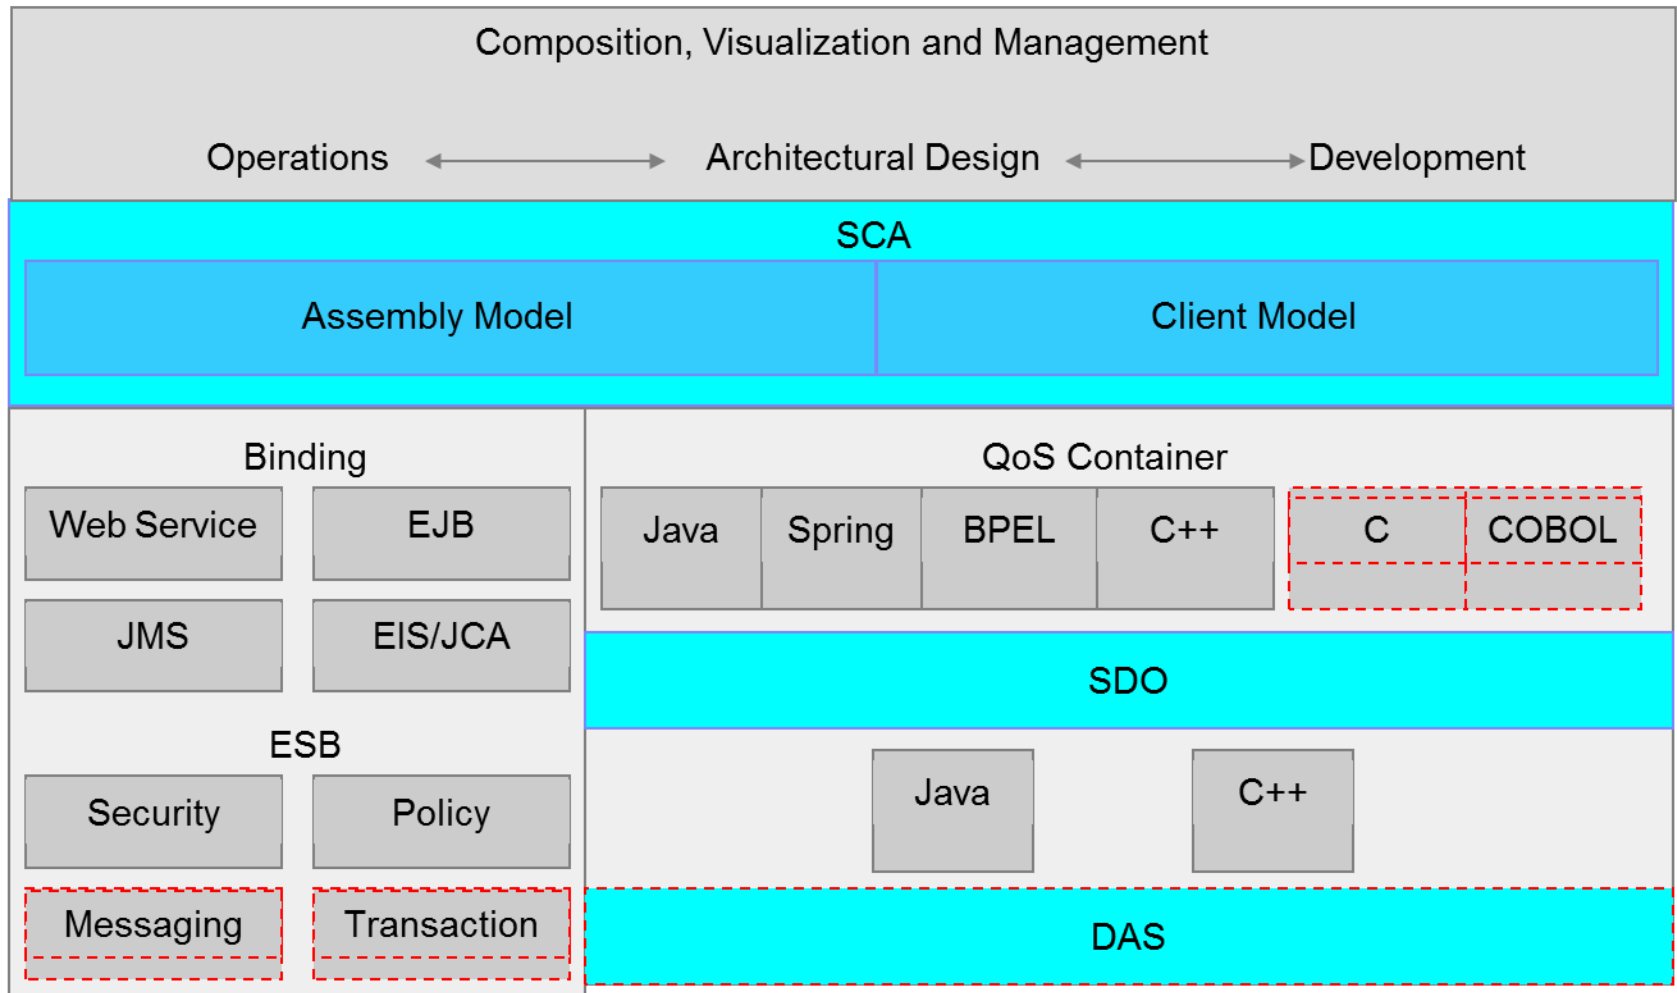 Composition, Visualization and Management
Operations Architectural Design Development
SCA
Assembly Model Client Model
Binding
Web Service EJB
JMS EIS/JCA
ESB
Security Policy
Messaging Transaction
QoS Container
Java Spring BPEL C++ C COBOL
SDO
Java C++
DAS